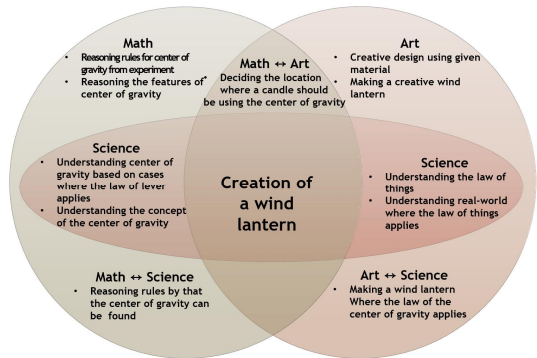 Math
• Reasoning rules for center of
gravity from experiment
• Reasoning the features of
center of gravity
Math ↔ Art
Deciding the location
where a candle should
be using the center of gravity
Art
• Creative design using given
material
• Making a creative wind
lantern
Science
• Understanding center of
gravity based on cases
where the law of lever
applies
• Understanding the concept
of the center of gravity
Creation of
a wind
lantern
Science
• Understanding the law of
things
• Understanding real-world
where the law of things
applies
Math ↔ Science
• Reasoning rules by that
the center of gravity can
be found
Art ↔ Science
• Making a wind lantern
Where the law of the
center of gravity applies